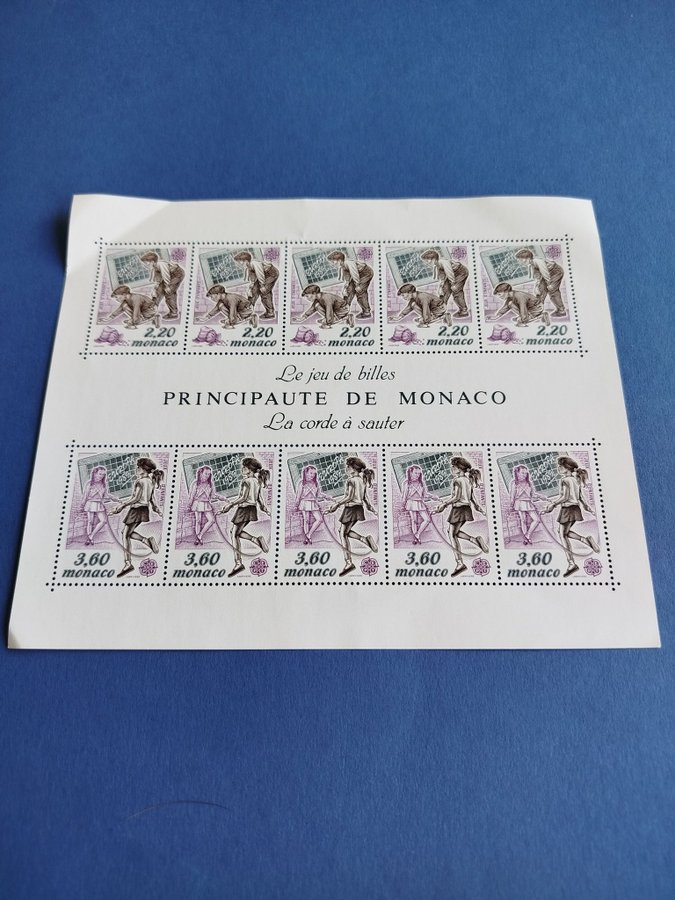 2,20 2,20 2,20 2,20 2,20
monaco monaco monaco monaco monaco
Le jeu de billes
PRINCIPAUTE DE MONACO
La corde à sauter
3,60 3,60 3,60 3,60 3,60
monaco monaco monaco monaco monaco